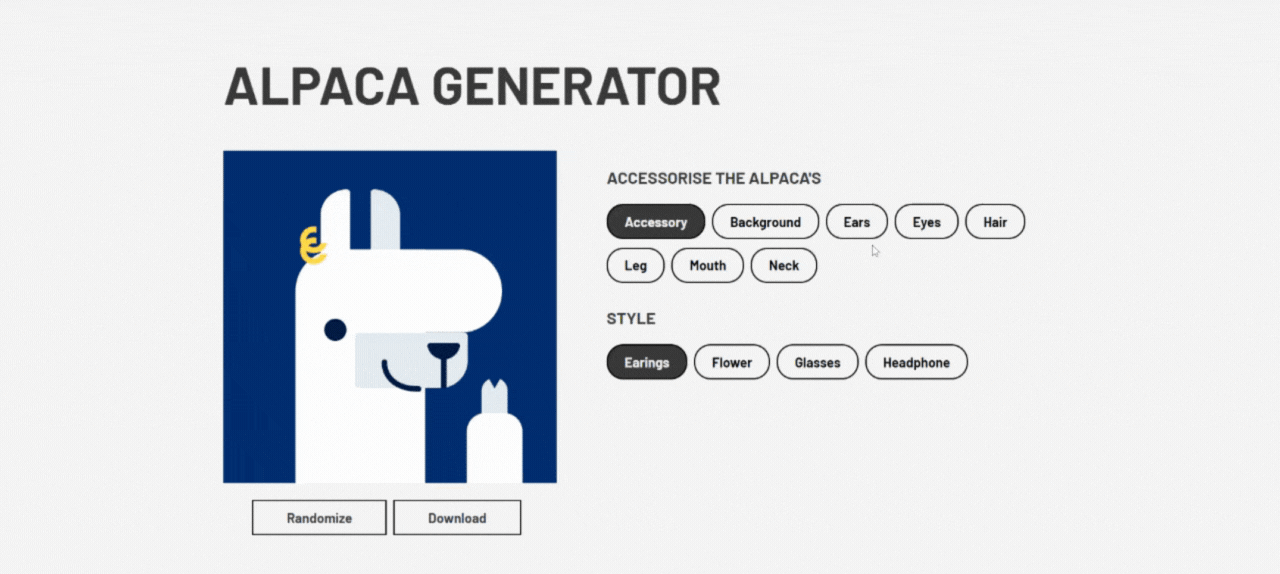 ALPACA GENERATOR
ACCESSORISE THE ALPACA'S
Accessory Background Ears Eyes Hair
Leg Mouth Neck
STYLE
Earings Flower Glasses Headphone
Randomize Download